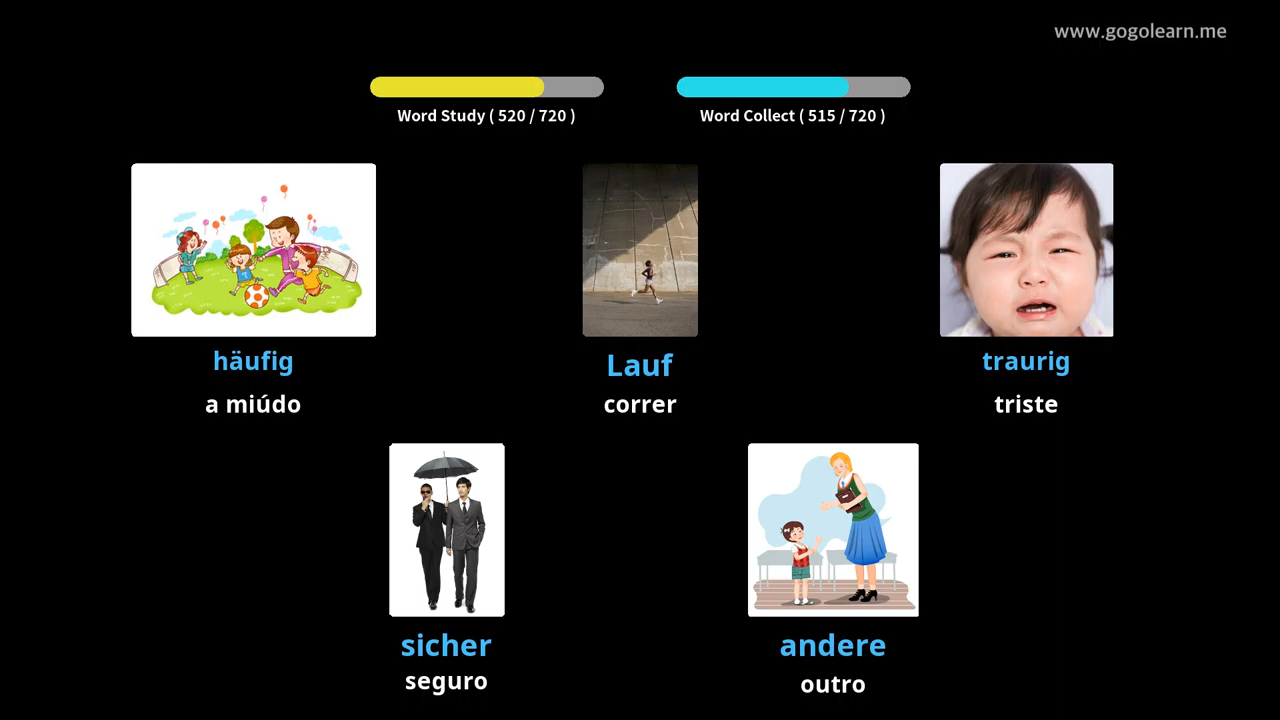 www.gogolearn.me
Word Study ( 520 / 720 )
Word Collect ( 515 / 720 )
häufig
a miúdo
Lauf
correr
traurig
triste
sicher
seguro
andere
outro